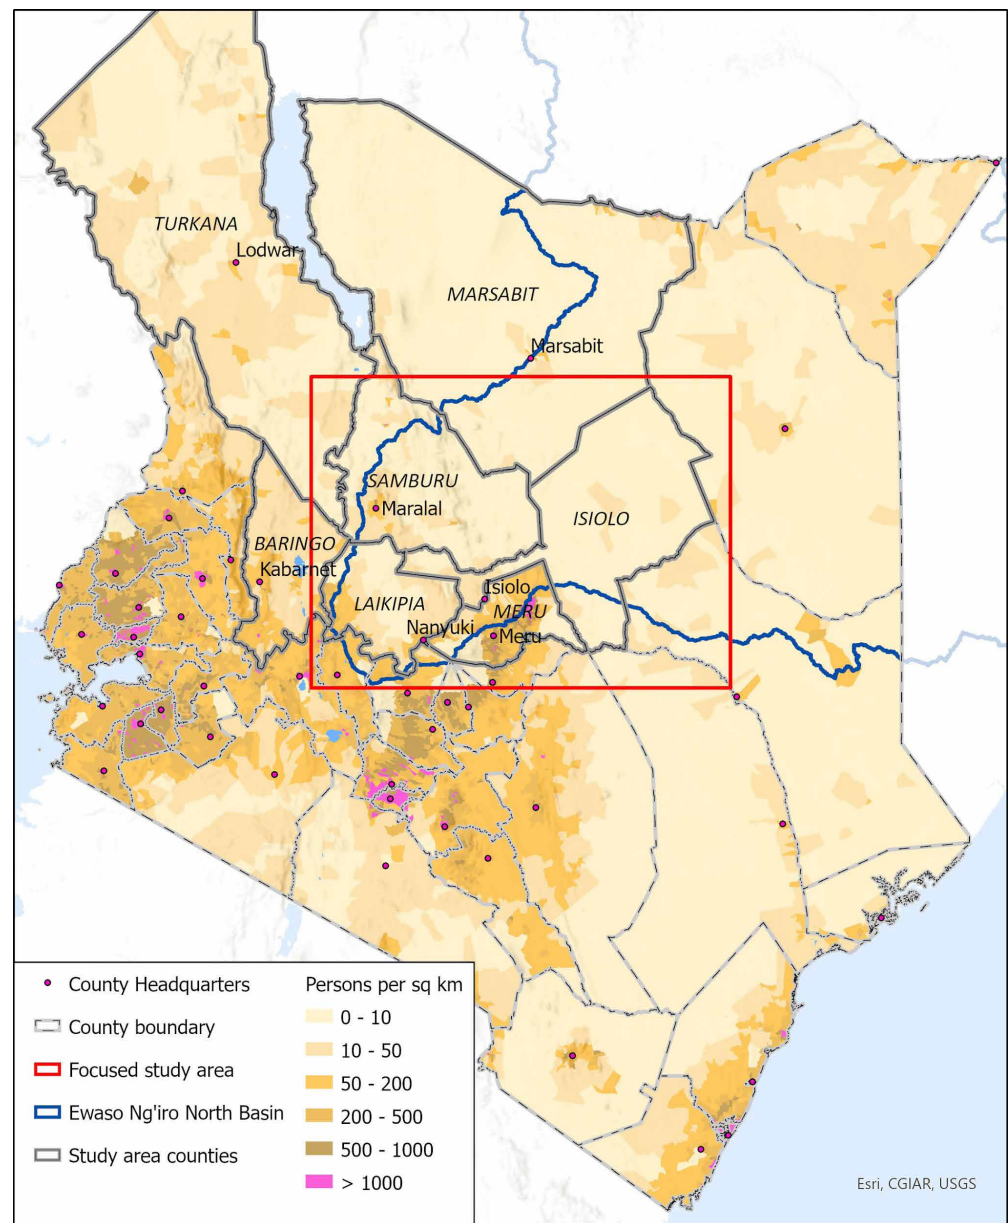 TURKANA
Lodwar
MARSABIT
Marsabit
SAMBURU
Maralal
ISIOLO
BARINGO
Kabarnet
Isiolo
LAIKIPIA
MERU
Nanyuki
Meru
County Headquarters
County boundary
Focused study area
Ewaso Ng'iro North Basin
Study area counties
Persons per sq km
0 - 10
10 - 50
50 - 200
200 - 500
500 - 1000
> 1000
Esri, CGIAR, USGS